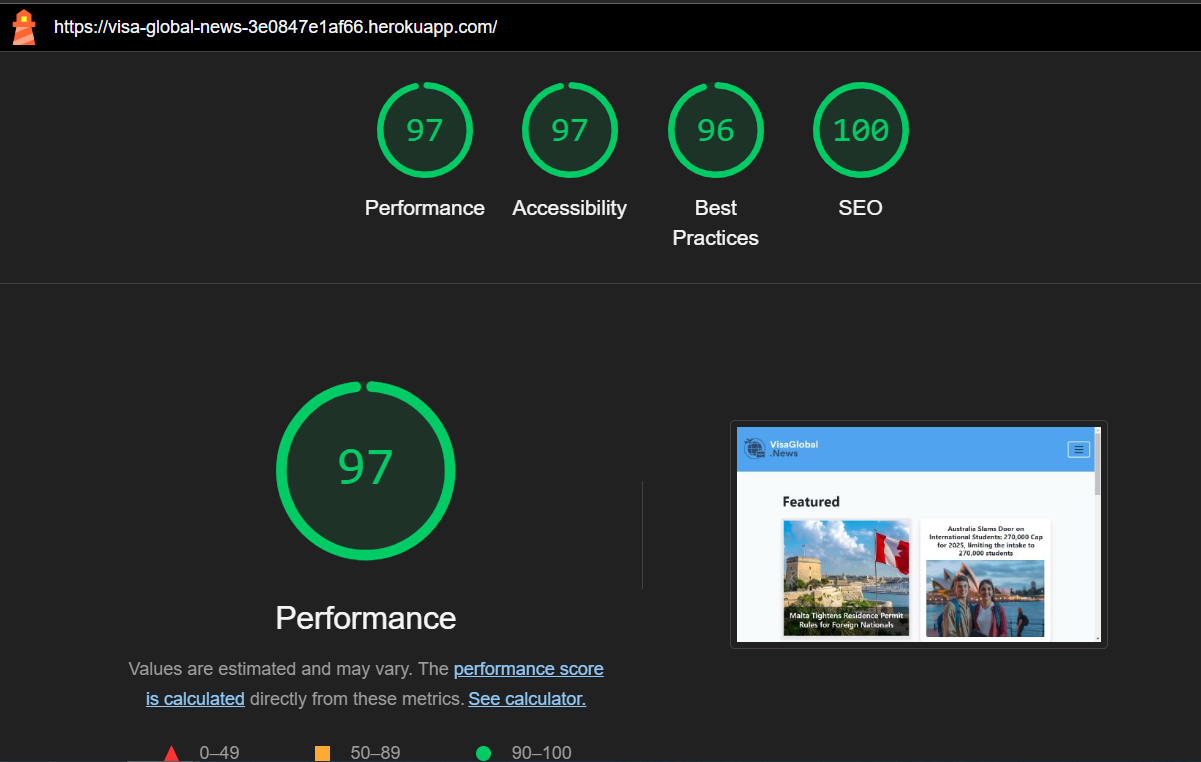 https://visa-global-news-3e0847e1af66.herokuapp.com/
97
97
96
100
Performance
Accessibility
Best
Practices
SEO
97
Performance
Values are estimated and may vary. The performance score
is calculated directly from these metrics. See calculator.
0–49
50–89
90–100
VisaGlobal
.News
Featured
Malta Tightens Residence Permit
Rules for Foreign Nationals
Australia Slams Door on
International Students: 270,000 Cap
for 2025, limiting the intake to
270,000 students